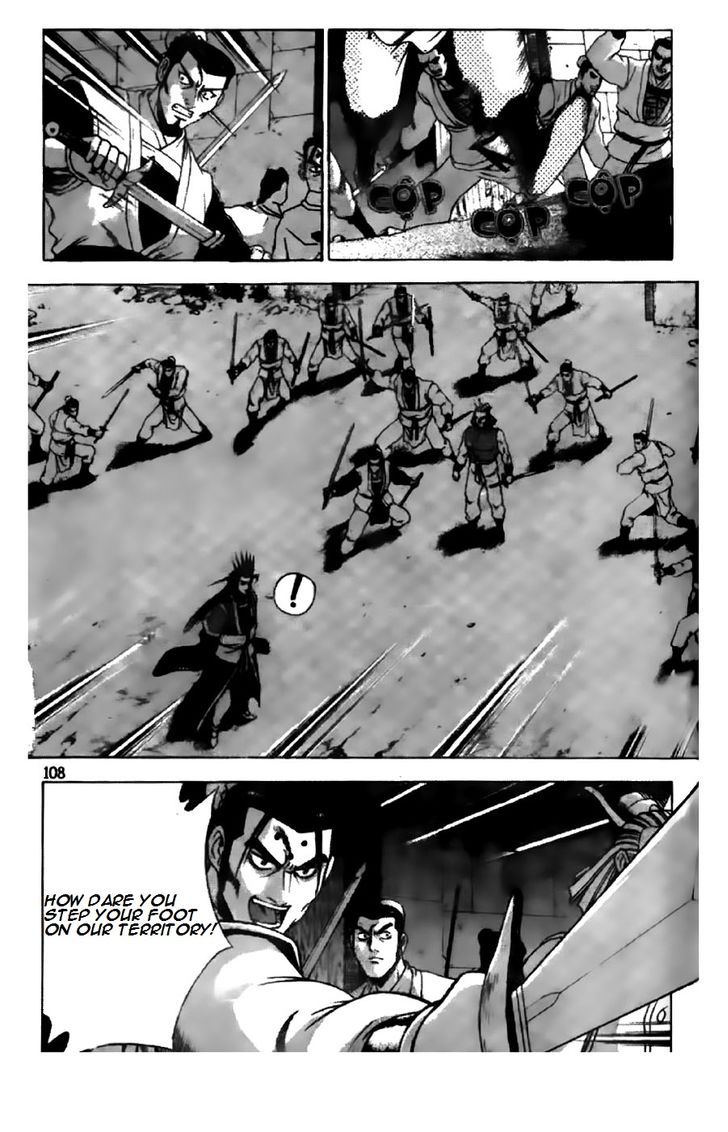 CỘP
CỘP
CỘP
!
108
HOW DARE YOU
STEP YOUR FOOT
ON OUR TERRITORY!